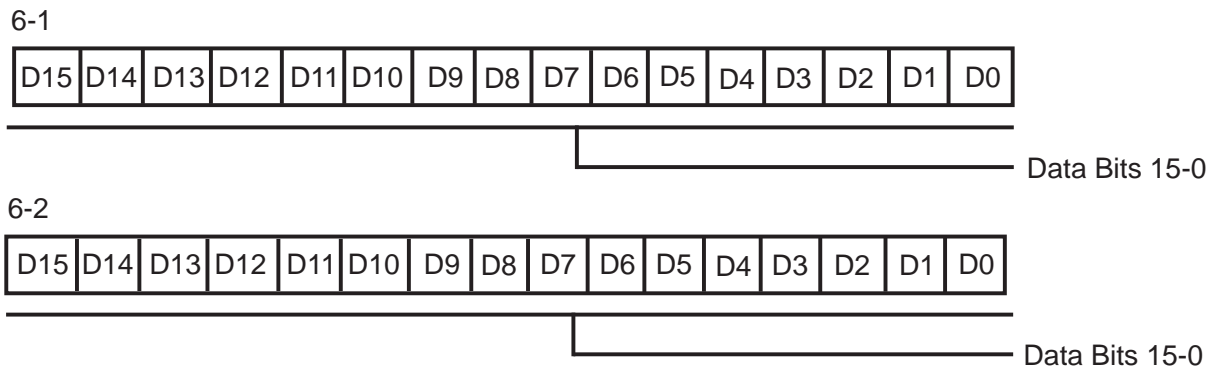 6-1
D15 D14 D13 D12 D11 D10 D9 D8 D7 D6 D5 D4 D3 D2 D1 D0
Data Bits 15-0
6-2
D15 D14 D13 D12 D11 D10 D9 D8 D7 D6 D5 D4 D3 D2 D1 D0
Data Bits 15-0